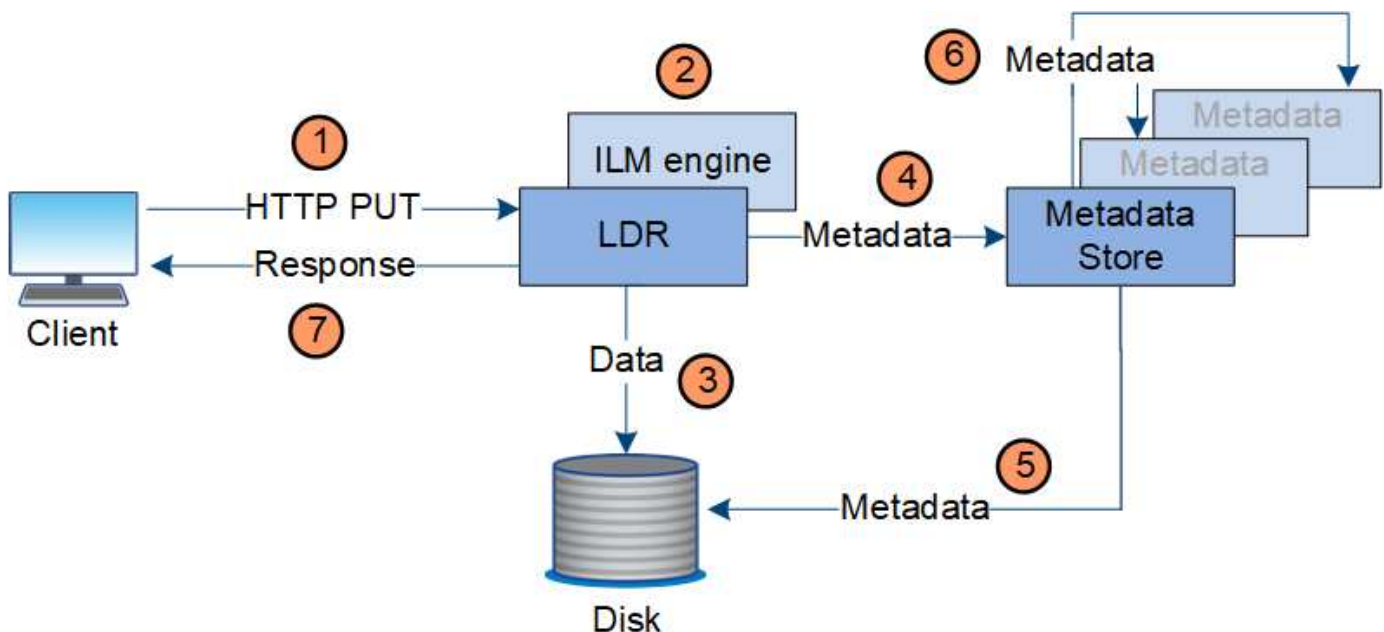 6
Metadata
2
Metadata
1
ILM engine
Metadata
4
HTTP PUT
LDR
Metadata
Metadata
Store
Response
Client
7
Data
3
5
Metadata
Disk